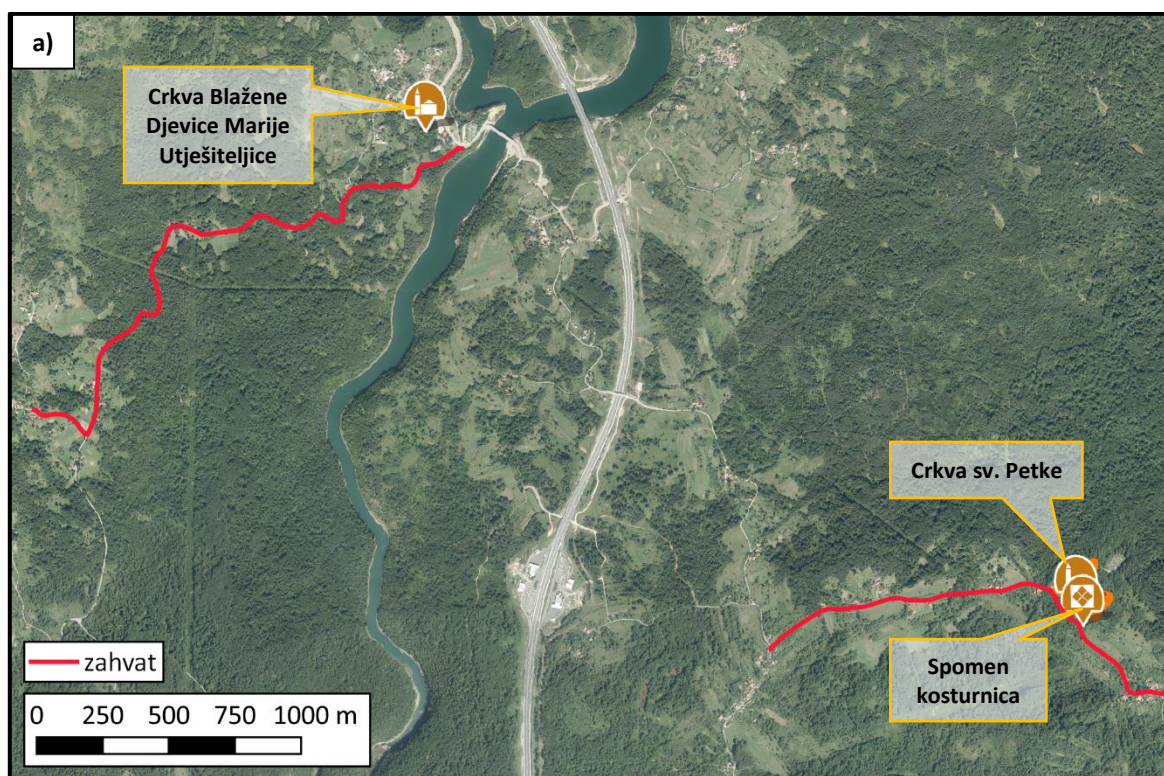 a)
Crkva Blažene
Djevice Marije
Utješiteljice
Crkva sv. Petke
Spomen
kosturnica
zahvat
0 250 500 750 1000 m